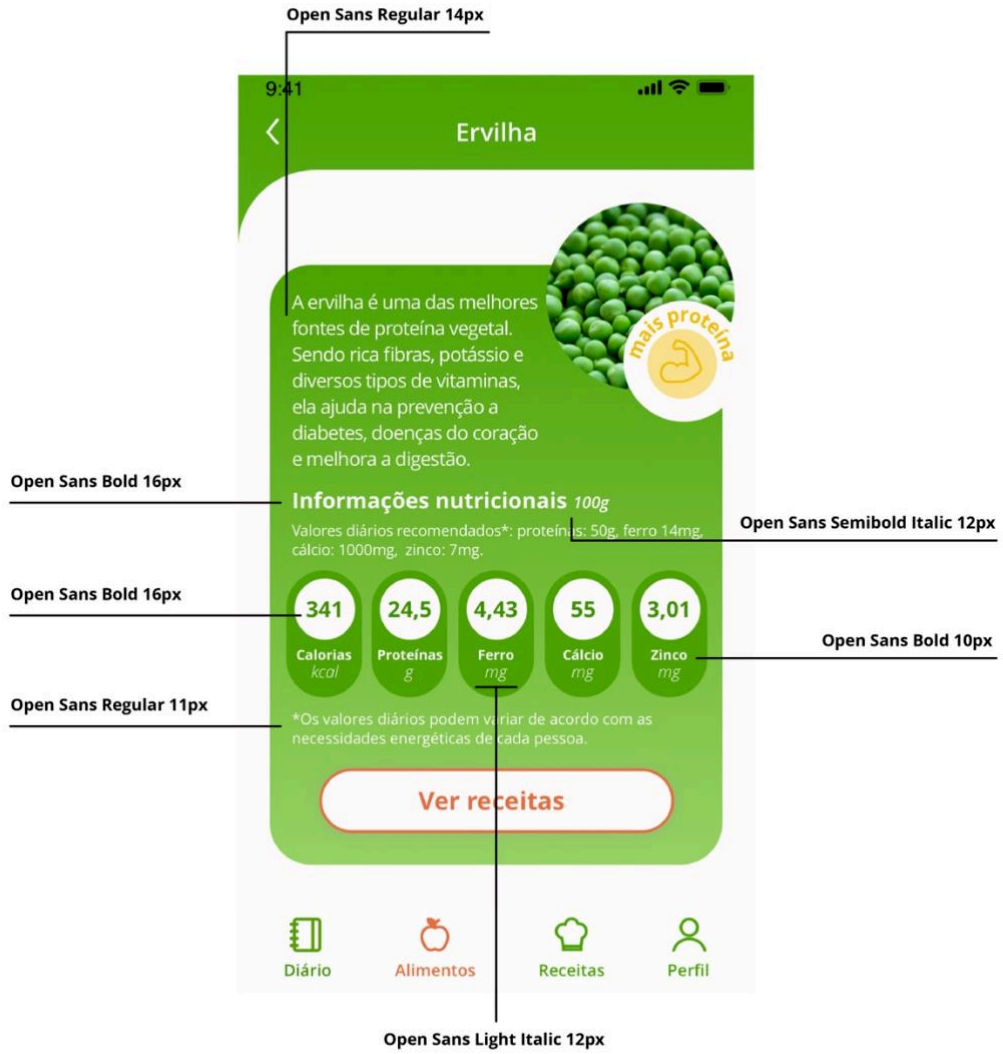 Open Sans Regular 14px
9:41
Ervilha
mais proteína
A ervilha é uma das melhores
fontes de proteína vegetal.
Sendo rica fibras, potássio e
diversos tipos de vitaminas,
ela ajuda na prevenção a
diabetes, doenças do coração
e melhora a digestão.
Open Sans Bold 16px
Informações nutricionais 100g
Open Sans Semibold Italic 12px
Valores diários recomendados*: proteínas: 50g, ferro 14mg,
cálcio: 1000mg, zinco: 7mg.
Open Sans Bold 16px
341 24,5 4,43 55 3,01
Open Sans Bold 10px
Calorias Proteínas Ferro Cálcio Zinco
kcal g mg mg mg
Open Sans Regular 11px
*Os valores diários podem variar de acordo com as
necessidades energéticas de cada pessoa.
Ver receitas
Diário Alimentos Receitas Perfil
Open Sans Light Italic 12px